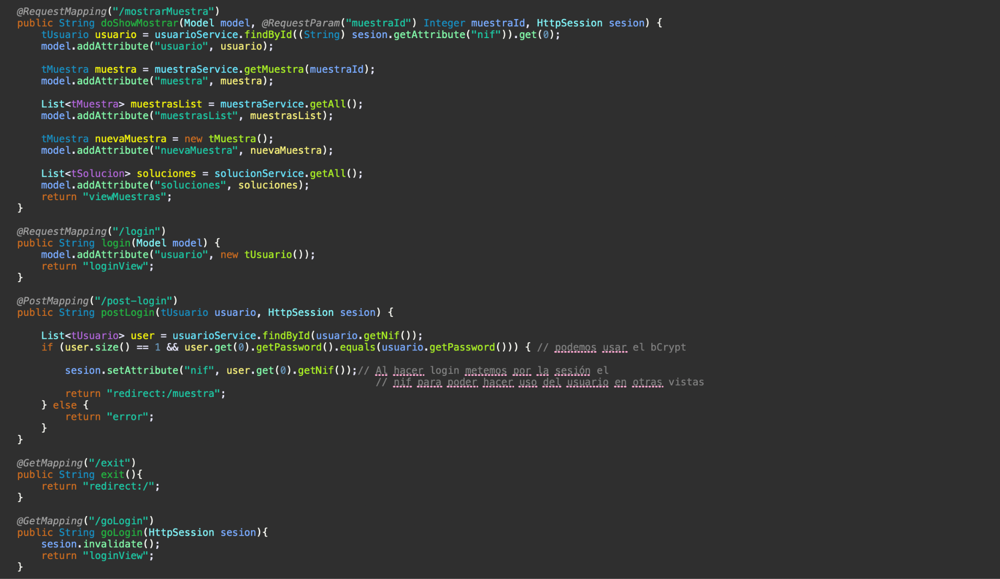 @RequestMapping("/mostrarMuestra")
public String doShowMostrar(Model model, @RequestParam("muestraId") Integer muestraId, HttpSession sesion) {
    tUsuario usuario = usuarioService.findById((String) sesion.getAttribute("nif")).get(0);
    model.addAttribute("usuario", usuario);

    tMuestra muestra = muestraService.getMuestra(muestraId);
    model.addAttribute("muestra", muestra);

    List<tMuestra> muestrasList = muestraService.getAll();
    model.addAttribute("muestrasList", muestrasList);

    tMuestra nuevaMuestra = new tMuestra();
    model.addAttribute("nuevaMuestra", nuevaMuestra);

    List<tSolucion> soluciones = solucionService.getAll();
    model.addAttribute("soluciones", soluciones);
    return "viewMuestras";
}

@RequestMapping("/login")
public String login(Model model) {
    model.addAttribute("usuario", new tUsuario());
    return "loginView";
}

@PostMapping("/post-login")
public String postLogin(tUsuario usuario, HttpSession sesion) {

    List<tUsuario> user = usuarioService.findById(usuario.getNif());
    if (user.size() == 1 && user.get(0).getPassword().equals(usuario.getPassword())) { // podemos usar el bCrypt

        sesion.setAttribute("nif", user.get(0).getNif());// Al hacer login metemos por la sesión el
                                                            // nif para poder hacer uso del usuario en otras vistas
        return "redirect:/muestra";
    } else {
        return "error";
    }
}

@GetMapping("/exit")
public String exit(){
    return "redirect:/";
}

@GetMapping("/goLogin")
public String goLogin(HttpSession sesion){
    sesion.invalidate();
    return "loginView";
}